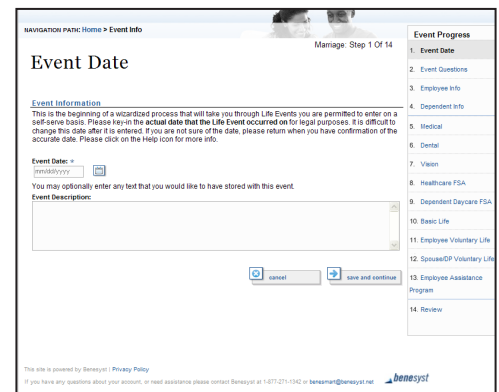 NAVIGATION PATH: Home > Event Info
Marriage: Step 1 Of 14
Event Date
Event Information
This is the beginning of a wizardized process that will take you through Life Events you are permitted to enter on a
self-serve basis. Please key-in the actual date that the Life Event occurred on for legal purposes. It is difficult to
change this date after it is entered. If you are not sure of the date, please return when you have confirmation of the
accurate date. Please click on the Help icon for more info.
Event Date: *
mm/dd/yyyy
You may optionally enter any text that you would like to have stored with this event.
Event Description:
cancel
save and continue
Event Progress
1. Event Date
2. Event Questions
3. Employee Info
4. Dependent Info
5. Medical
6. Dental
7. Vision
8. Healthcare FSA
9. Dependent Daycare FSA
10. Basic Life
11. Employee Voluntary Life
12. Spouse/DP Voluntary Life
13. Employee Assistance
Program
14. Review
This site is powered by Benesyst | Privacy Policy
If you have any questions about your account, or need assistance please contact Benesyst at 1-877-271-1342 or benesmart@benesyst.net
benesyst